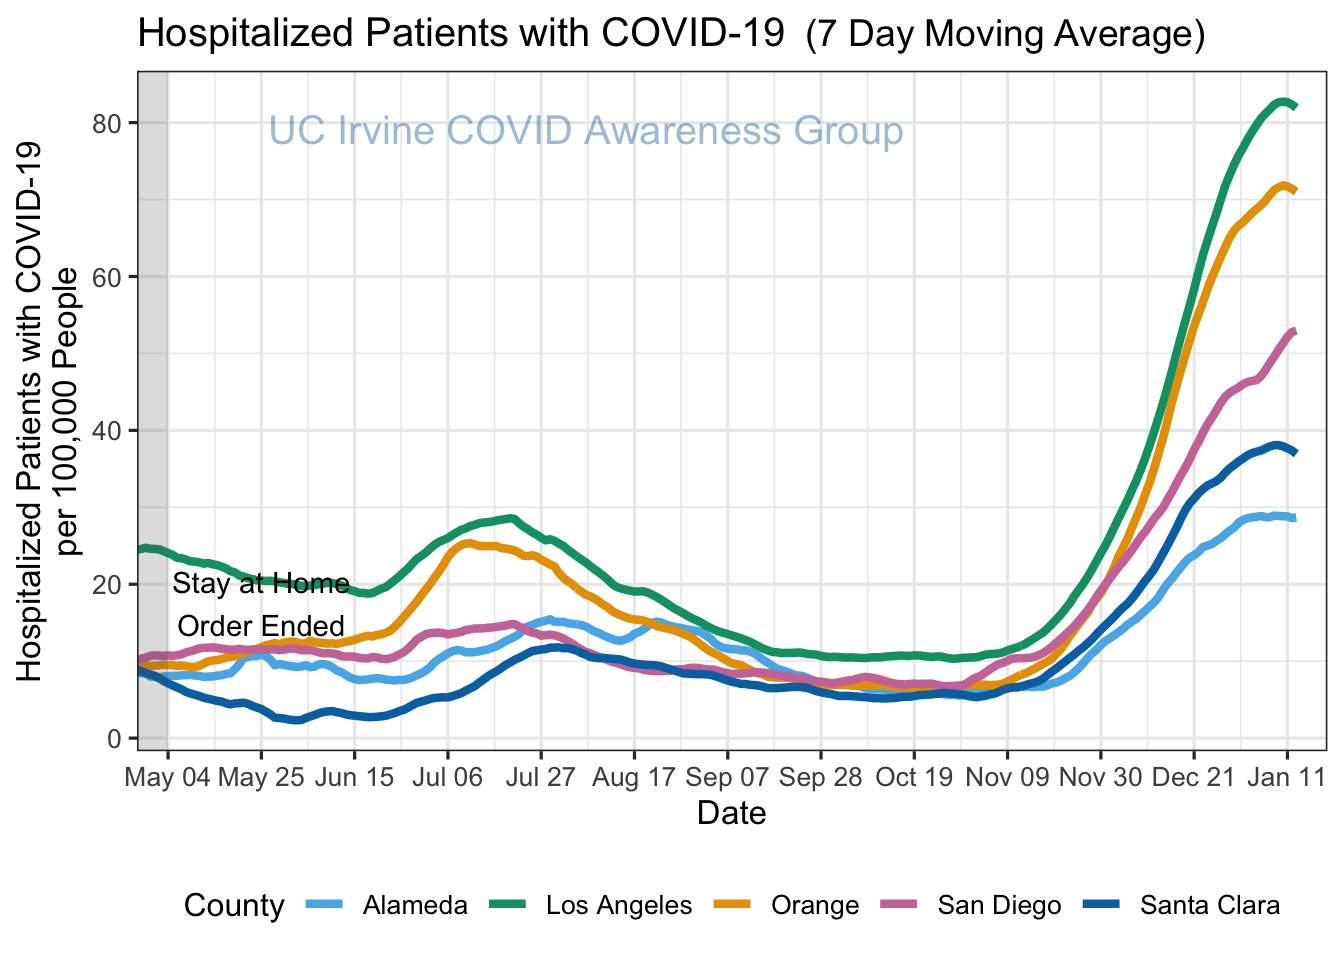 Hospitalized Patients with COVID-19  (7 Day Moving Average)
UC Irvine COVID Awareness Group
Hospitalized Patients with COVID-19
per 100,000 People
80
60
40
20
0
Stay at Home
Order Ended
May 04 May 25 Jun 15 Jul 06 Jul 27 Aug 17 Sep 07 Sep 28 Oct 19 Nov 09 Nov 30 Dec 21 Jan 11
Date
County Alameda Los Angeles Orange San Diego Santa Clara